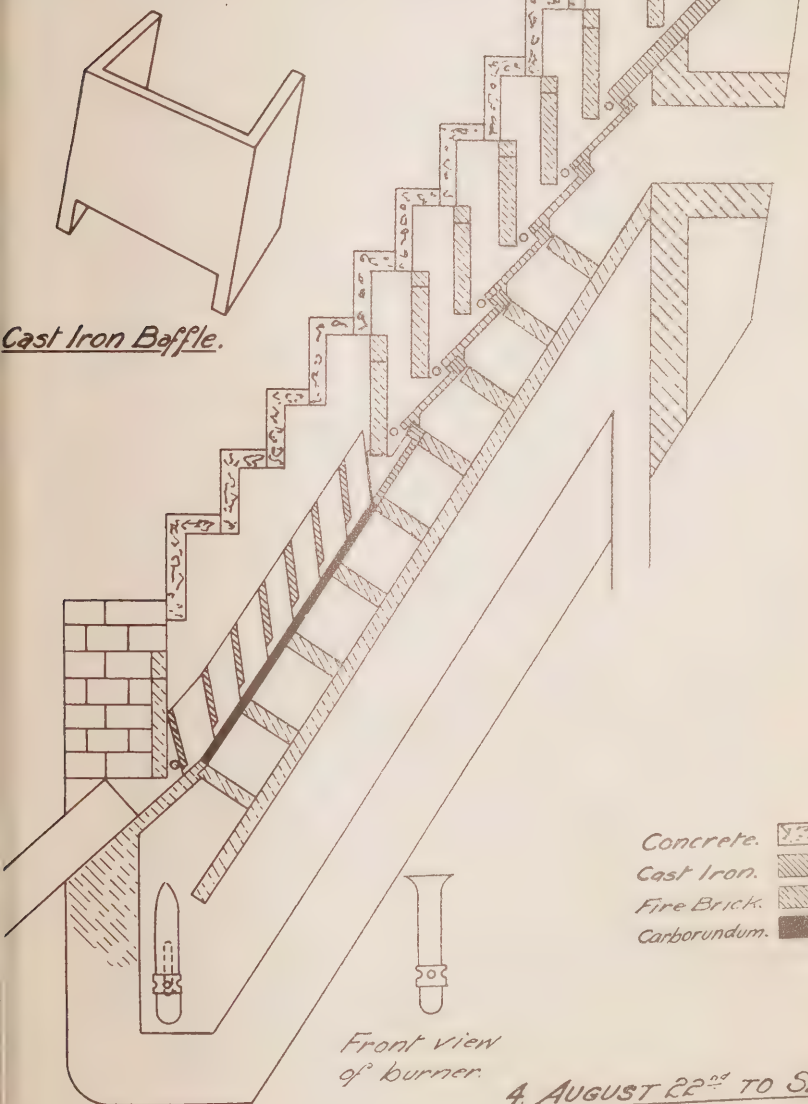 Cast Iron Baffle.
Concrete.
Cast Iron.
Fire Brick.
Carborundum.
Front view
of burner.
4. AUGUST 22nd TO